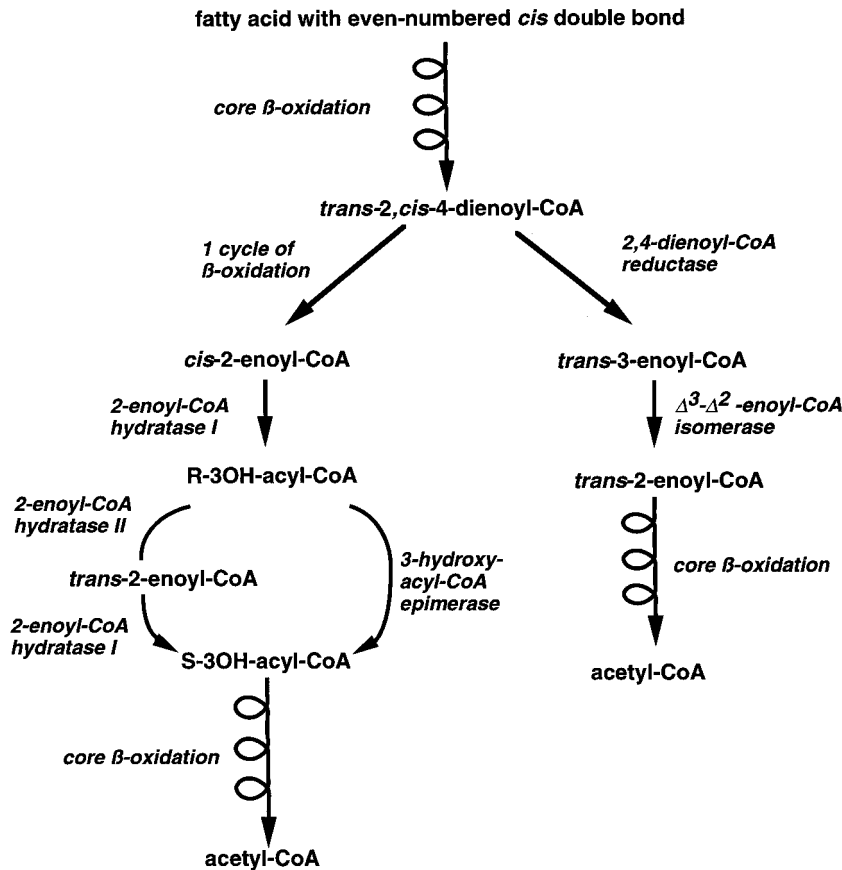 fatty acid with even-numbered cis double bond
core ß-oxidation
trans-2,cis-4-dienoyl-CoA
1 cycle of
ß-oxidation
2,4-dienoyl-CoA
reductase
cis-2-enoyl-CoA
trans-3-enoyl-CoA
2-enoyl-CoA
hydratase I
Δ³-Δ² -enoyl-CoA
isomerase
R-3OH-acyl-CoA
trans-2-enoyl-CoA
2-enoyl-CoA
hydratase II
3-hydroxy-
acyl-CoA
epimerase
core ß-oxidation
trans-2-enoyl-CoA
2-enoyl-CoA
hydratase I
S-3OH-acyl-CoA
acetyl-CoA
core ß-oxidation
acetyl-CoA